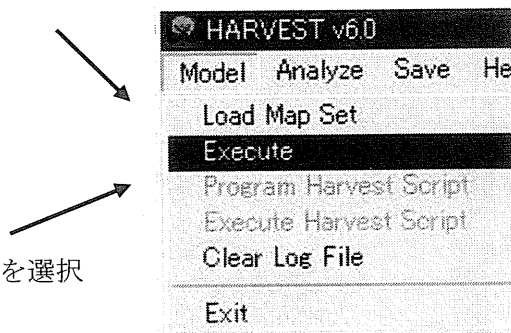 HARVEST v6.0
Model Analyze Save He
Load Map Set
Execute
Program Harvest Script
Execute Harvest Script
Clear Log File
を選択
Exit